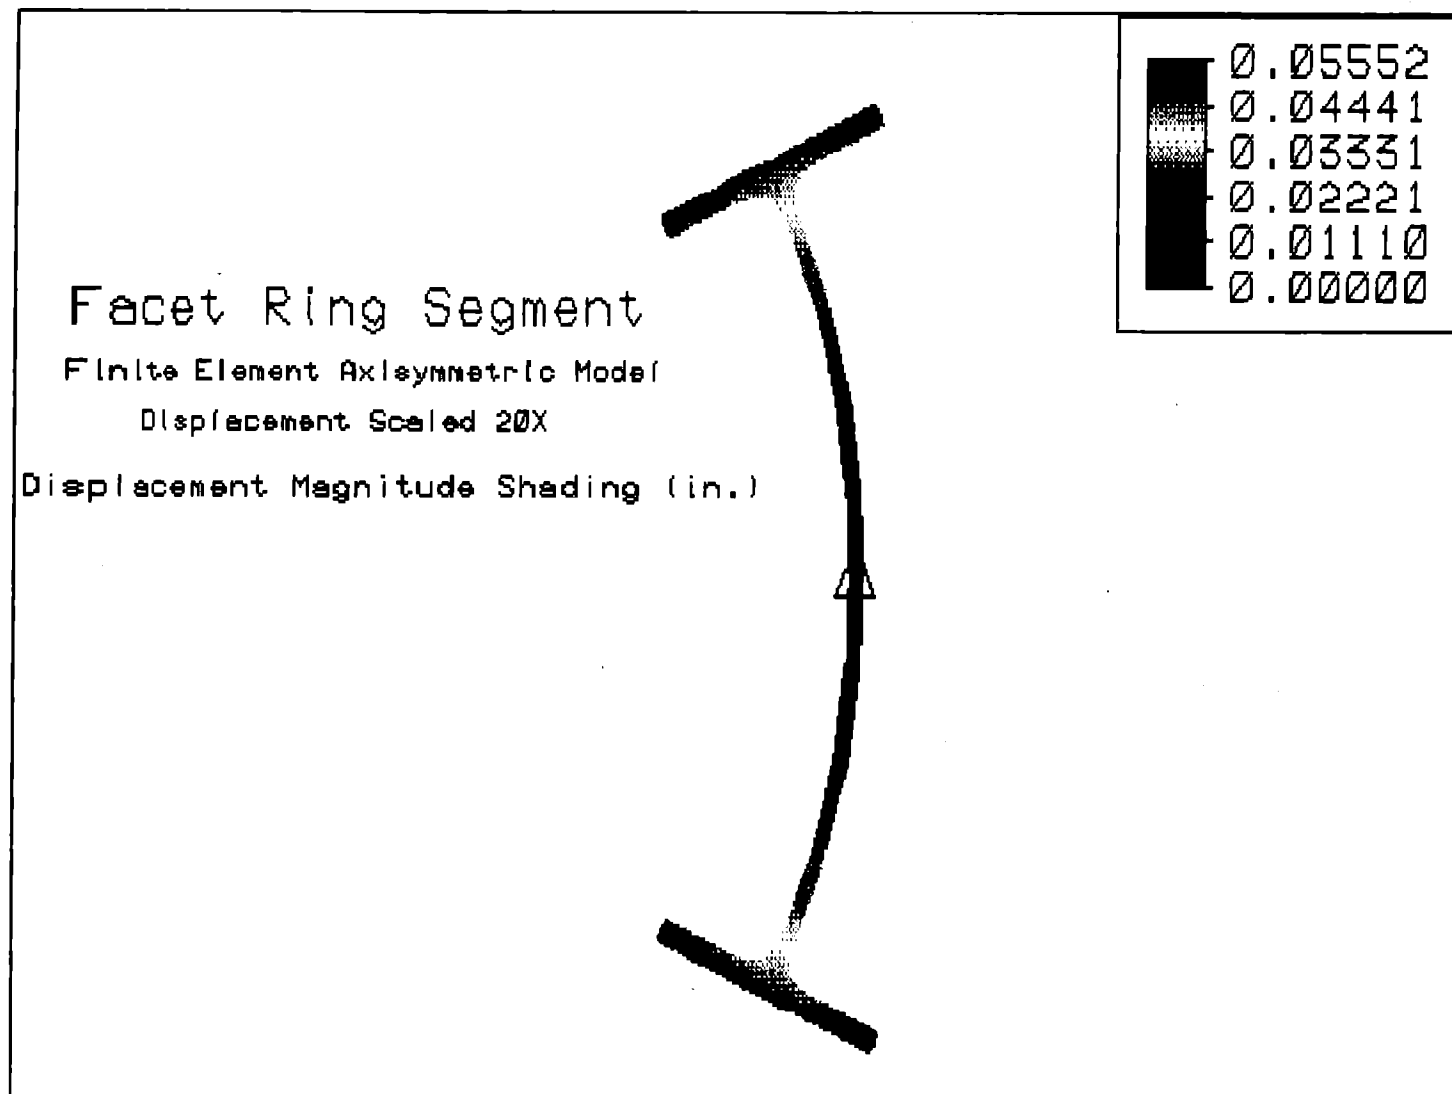 0.05552
0.04441
0.03331
0.02221
0.01110
0.00000
Facet Ring Segment
Finite Element Axisymmetric Model
Displacement Scaled 20X
Displacement Magnitude Shading (in.)